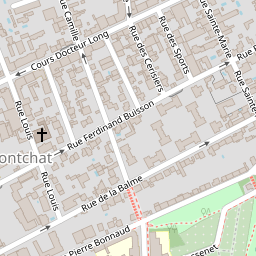 Camille
Cours Docteur Long
Rue des Cerisiers
Rue des Sports
Rue Sainte-Marie
Rue Sainte
Rue Louis
Rue Ferdinand Buisson
ontchat
Rue Louis
Rue de la Balme
Pierre Bonnaud